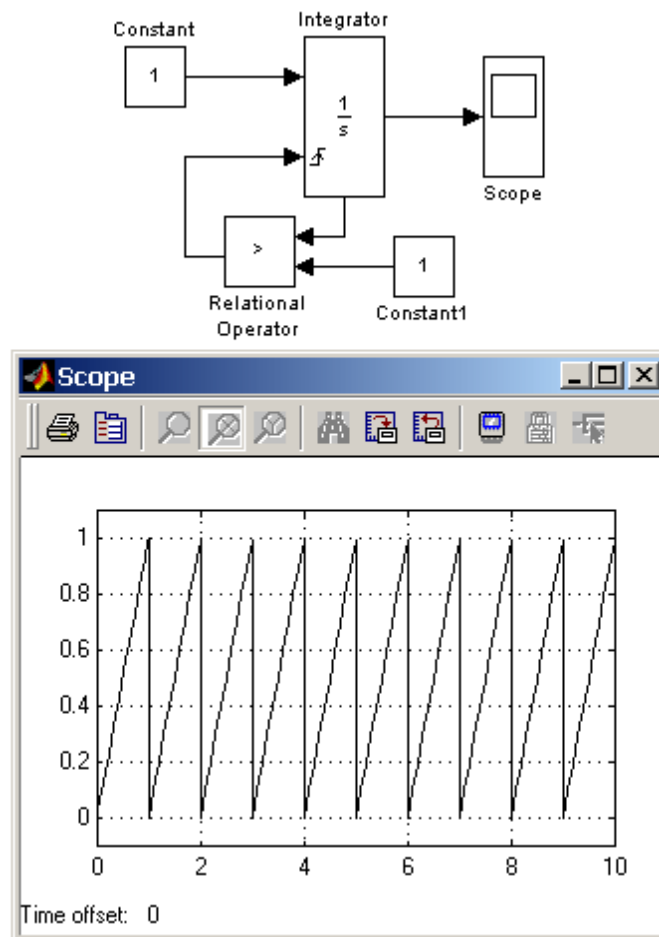 Integrator
Constant
1
1
s
Scope
>
1
Relational
Operator
Constant1
Scope
1
0.8
0.6
0.4
0.2
0
0 2 4 6 8 10
Time offset: 0